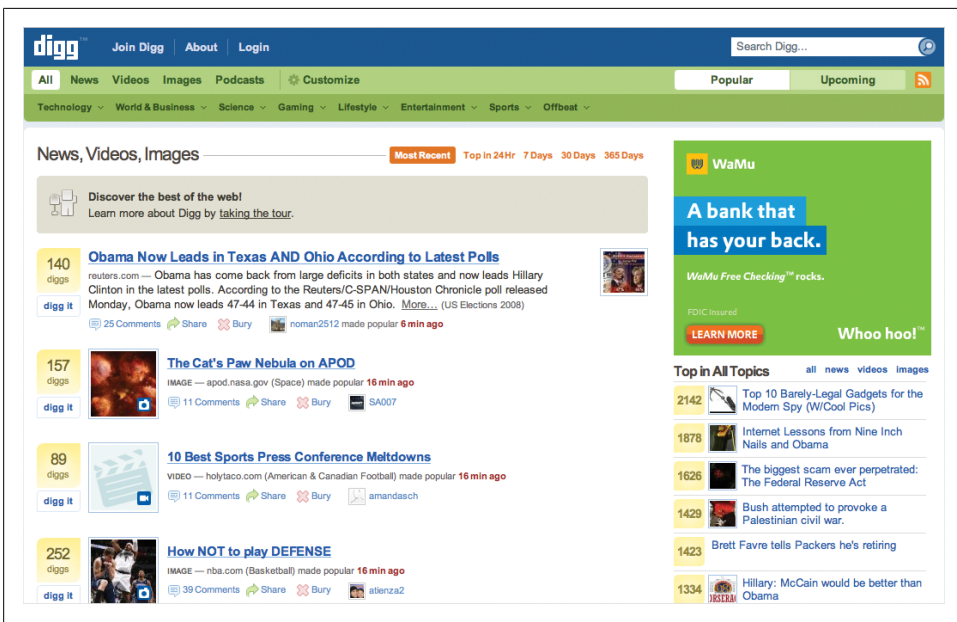 digg™ Join Digg About Login Search Digg...
All News Videos Images Podcasts Customize Popular Upcoming
Technology World & Business Science Gaming Lifestyle Entertainment Sports Offbeat
News, Videos, Images Most Recent Top in 24Hr 7 Days 30 Days 365 Days
Discover the best of the web!
Learn more about Digg by taking the tour.
140
diggs
digg it
Obama Now Leads in Texas AND Ohio According to Latest Polls
reuters.com — Obama has come back from large deficits in both states and now leads Hillary
Clinton in the latest polls. According to the Reuters/C-SPAN/Houston Chronicle poll released
Monday, Obama now leads 47-44 in Texas and 47-45 in Ohio. More... (US Elections 2008)
25 Comments Share Bury noman2512 made popular 6 min ago
157
diggs
digg it
The Cat's Paw Nebula on APOD
IMAGE — apod.nasa.gov (Space) made popular 16 min ago
11 Comments Share Bury SA007
89
diggs
digg it
10 Best Sports Press Conference Meltdowns
VIDEO — holytaco.com (American & Canadian Football) made popular 16 min ago
11 Comments Share Bury amandasch
252
diggs
digg it
How NOT to play DEFENSE
IMAGE — nba.com (Basketball) made popular 16 min ago
39 Comments Share Bury atienza2
WaMu
A bank that
has your back.
WaMu Free Checking™ rocks.
FDIC Insured
LEARN MORE Whoo hoo!™
Top in All Topics all news videos images
2142 Top 10 Barely-Legal Gadgets for the
Modern Spy (W/Cool Pics)
1878 Internet Lessons from Nine Inch
Nails and Obama
1626 The biggest scam ever perpetrated:
The Federal Reserve Act
1429 Bush attempted to provoke a
Palestinian civil war.
1423 Brett Favre tells Packers he's retiring
1334 Hillary: McCain would be better than
Obama